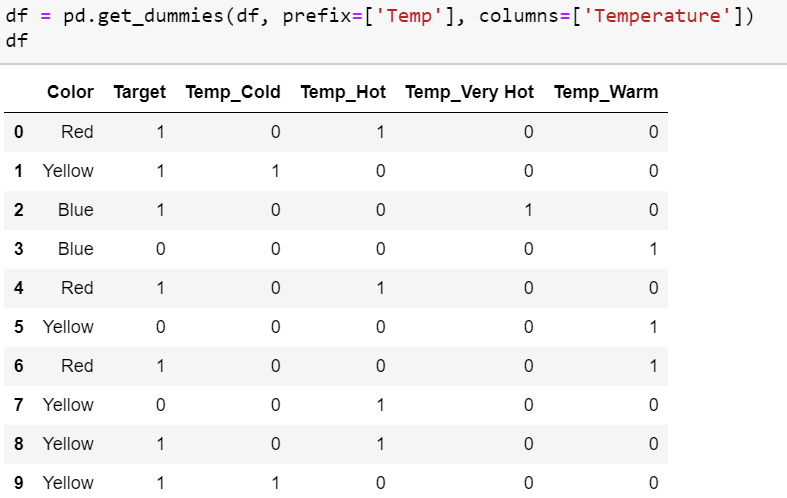 df = pd.get_dummies(df, prefix=['Temp'], columns=['Temperature'])
df
Color Target Temp_Cold Temp_Hot Temp_Very Hot Temp_Warm
0 Red 1 0 1 0 0
1 Yellow 1 1 0 0 0
2 Blue 1 0 0 1 0
3 Blue 0 0 0 0 1
4 Red 1 0 1 0 0
5 Yellow 0 0 0 0 1
6 Red 1 0 0 0 1
7 Yellow 0 0 1 0 0
8 Yellow 1 0 1 0 0
9 Yellow 1 1 0 0 0